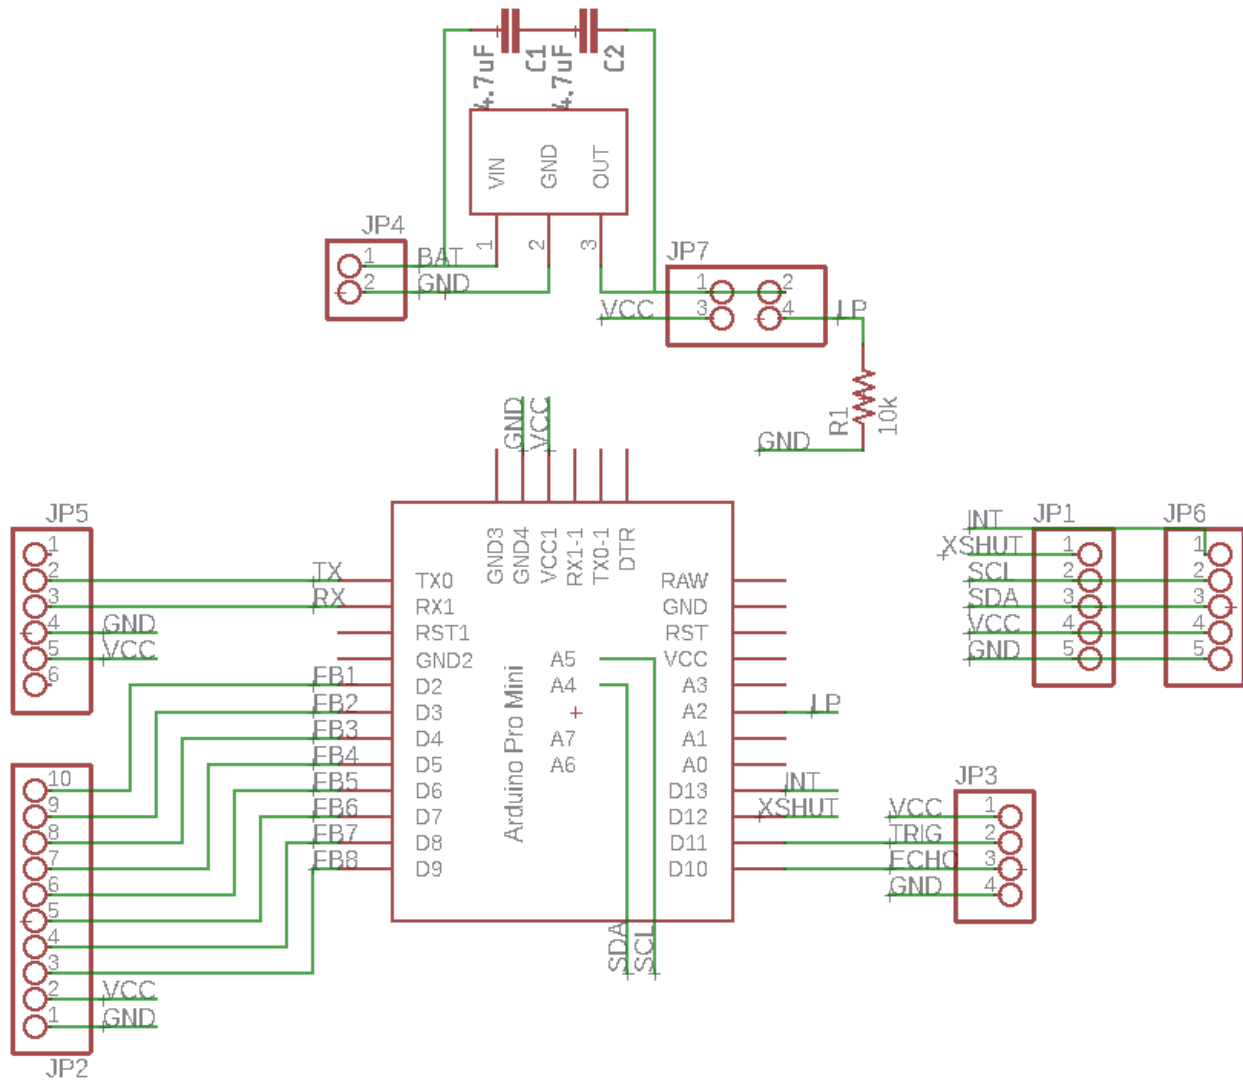 4.7uF
C1
4.7uF
C2
VIN
GND
OUT
1
2
3
JP4
1
2
BAT
GND
JP7
1
2
3
4
VCC
LP
R1
10k
GND
GND
VCC
GND3
GND4
VCC1
RX1-1
TX0-1
DTR
JP5
1
2
3
4
5
6
TX
RX
GND
VCC
TX0
RX1
RST1
GND2
D2
D3
D4
D5
D6
D7
D8
D9
FB1
FB2
FB3
FB4
FB5
FB6
FB7
FB8
Arduino Pro Mini
A5
A4
A7
A6
RAW
GND
RST
VCC
A3
A2
A1
A0
D13
D12
D11
D10
LP
INT
XSHUT
SDA
SCL
10
9
8
7
6
5
4
3
2
1
VCC
GND
JP2
JP1
JP6
INT
XSHUT
SCL
SDA
VCC
GND
1
2
3
4
5
1
2
3
4
5
JP3
VCC
TRIG
ECHO
GND
1
2
3
4